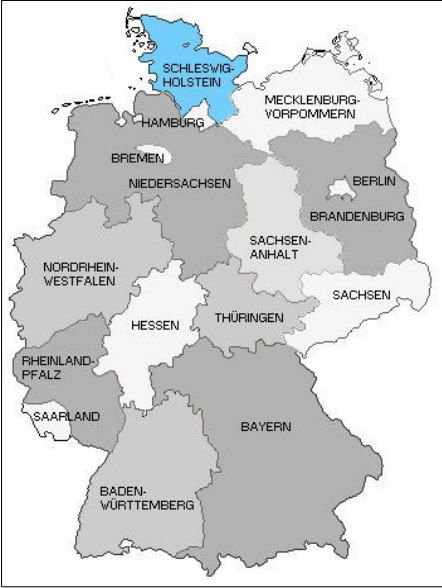 SCHLESWIG-
HOLSTEIN
MECKLENBURG-
VORPOMMERN
HAMBURG
BREMEN
NIEDERSACHSEN
BERLIN
BRANDENBURG
SACHSEN-
ANHALT
NORDRHEIN-
WESTFALEN
SACHSEN
HESSEN
THÜRINGEN
RHEINLAND-
PFALZ
SAARLAND
BAYERN
BADEN-
WÜRTTEMBERG